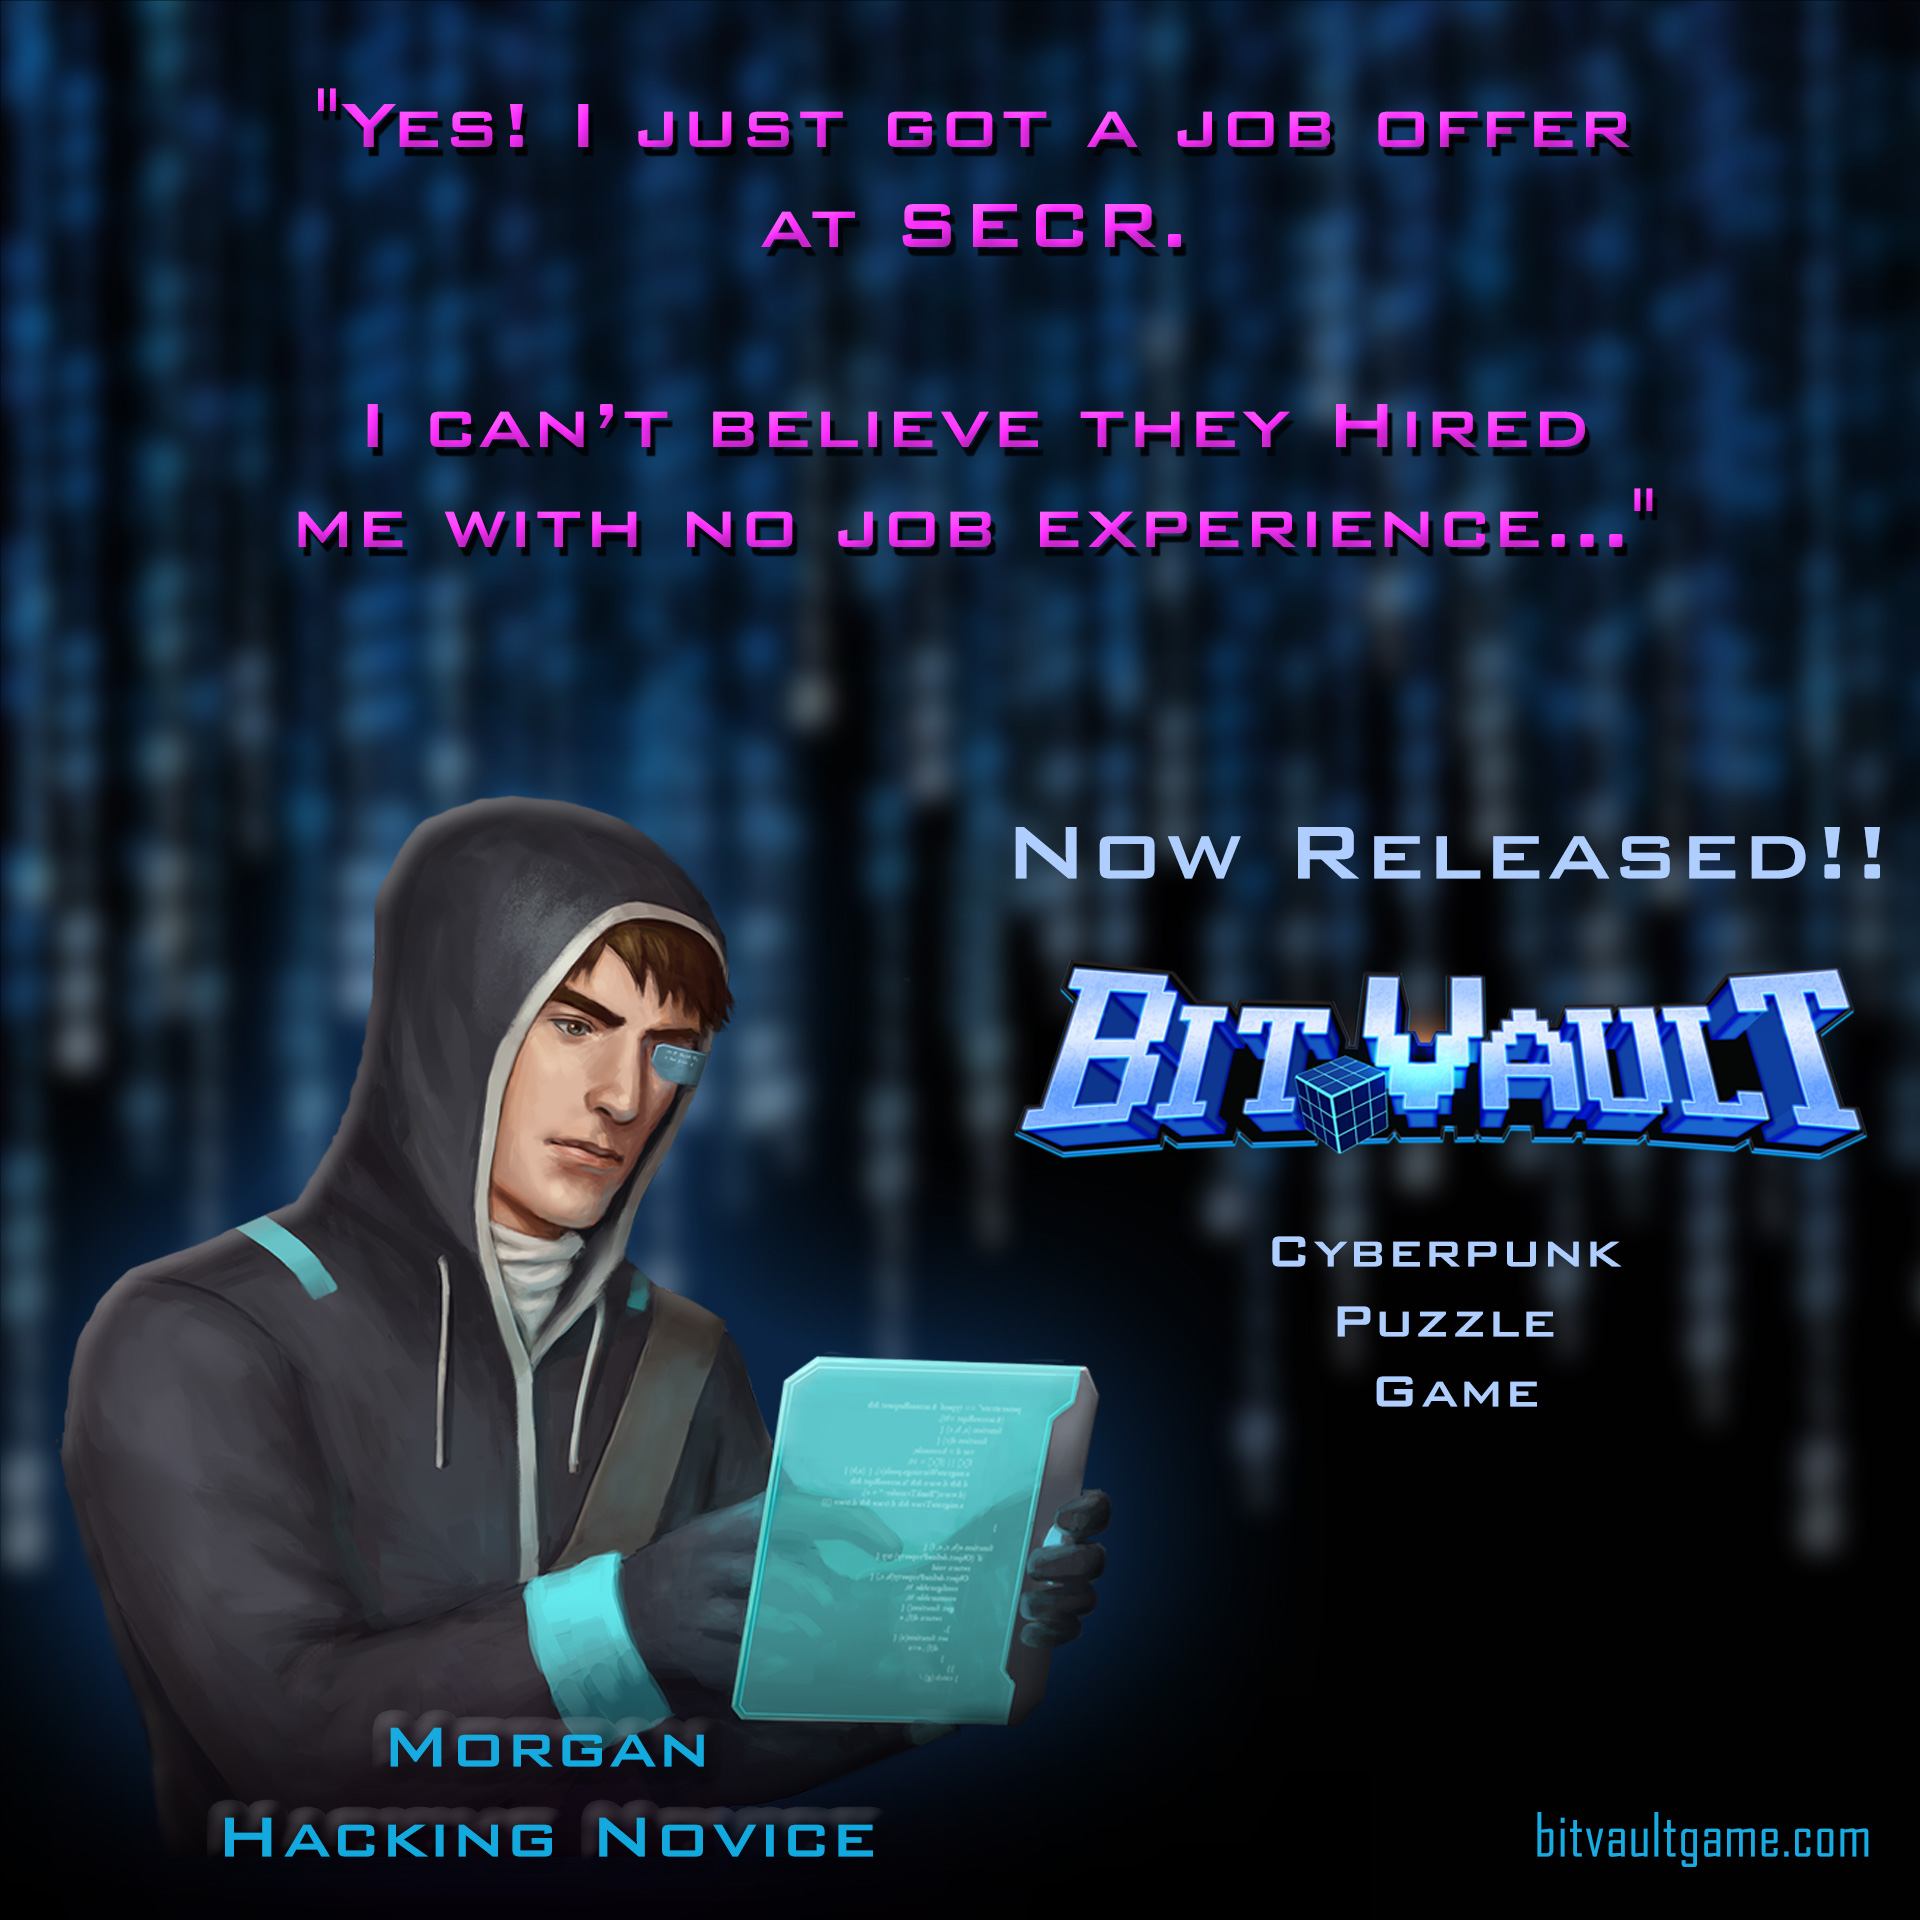 "Yes! I just got a job offer
at SECR.
I can’t believe they Hired
me with no job experience..."
Now Released!!
BitVault
Cyberpunk
Puzzle
Game
Morgan
Hacking Novice
bitvaultgame.com